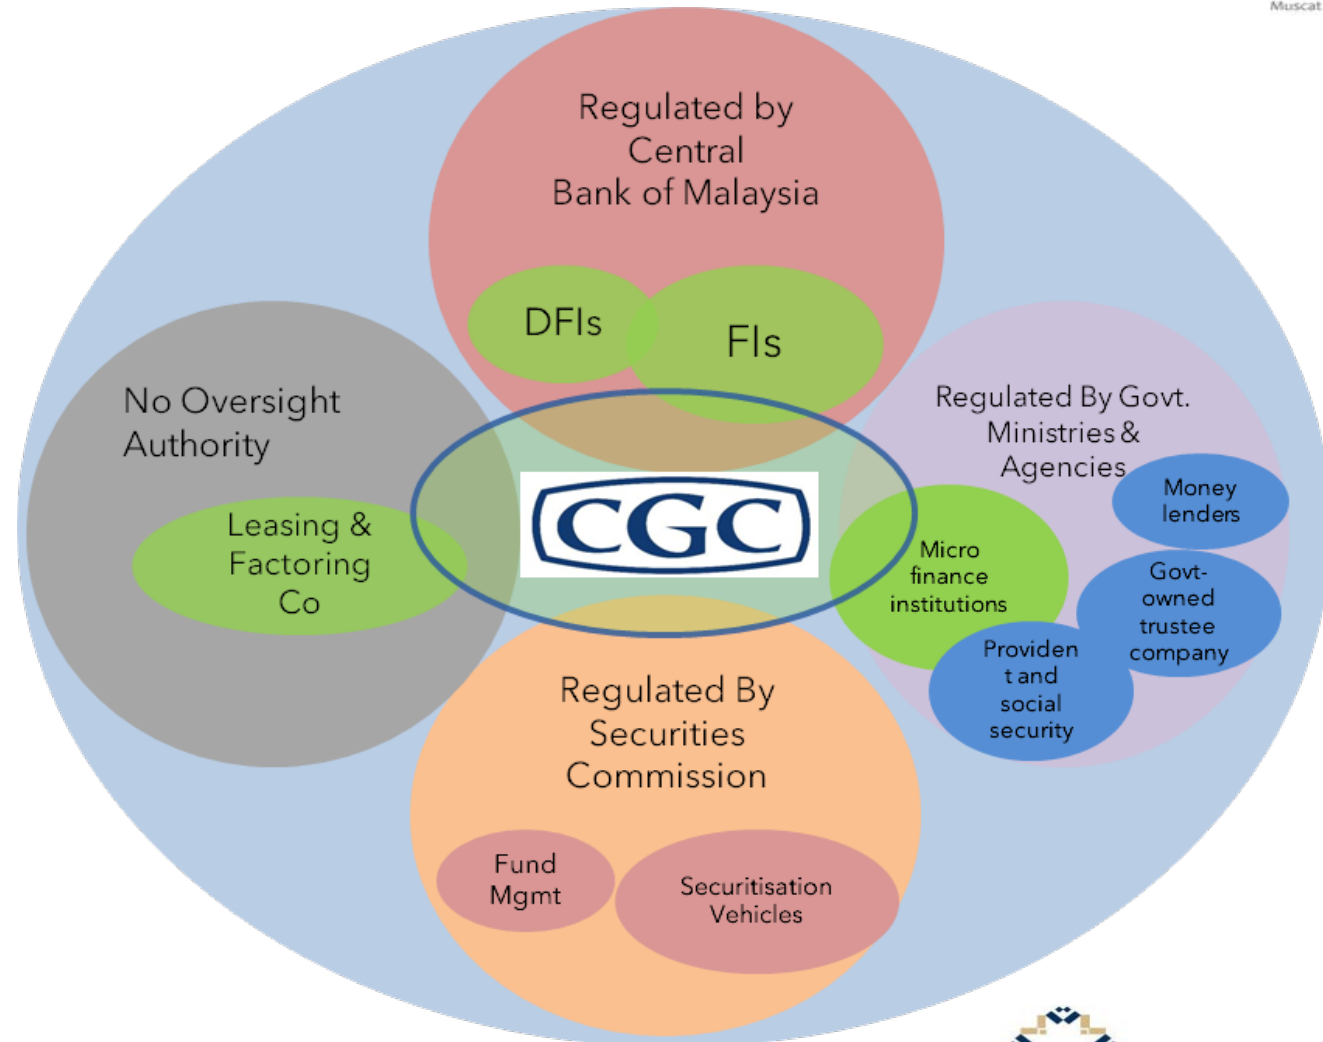 Muscat
Regulated by
Central
Bank of Malaysia
DFIs
FIs
No Oversight
Authority
Leasing &
Factoring
Co
CGC
Regulated By Govt.
Ministries &
Agencies
Money
lenders
Micro
finance
institutions
Govt-
owned
trustee
company
Providen
t and
social
security
Regulated By
Securities
Commission
Fund
Mgmt
Securitisation
Vehicles